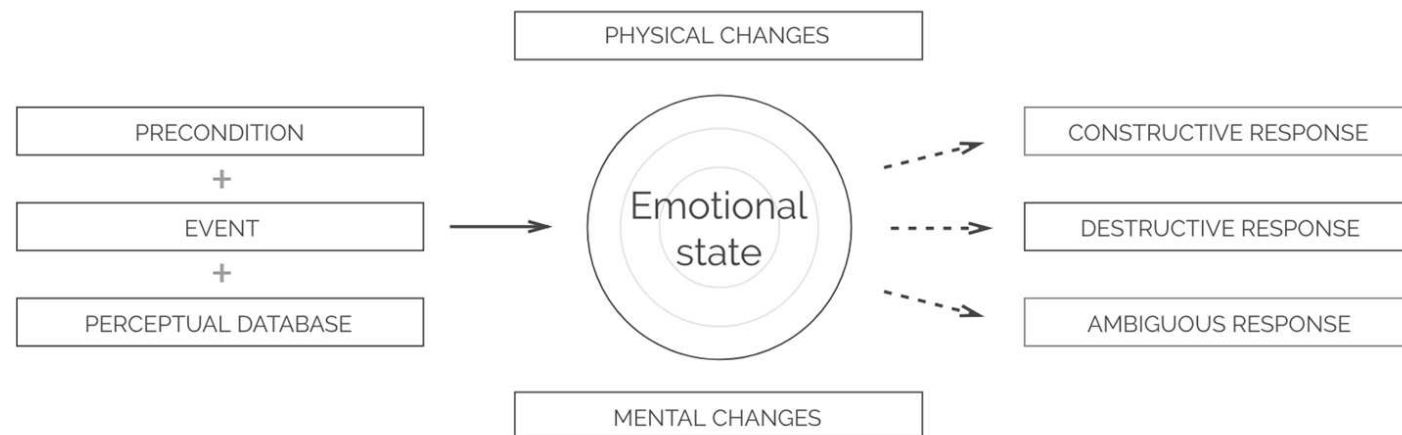 PHYSICAL CHANGES
PRECONDITION
+
EVENT
+
PERCEPTUAL DATABASE
Emotional
state
CONSTRUCTIVE RESPONSE
DESTRUCTIVE RESPONSE
AMBIGUOUS RESPONSE
MENTAL CHANGES